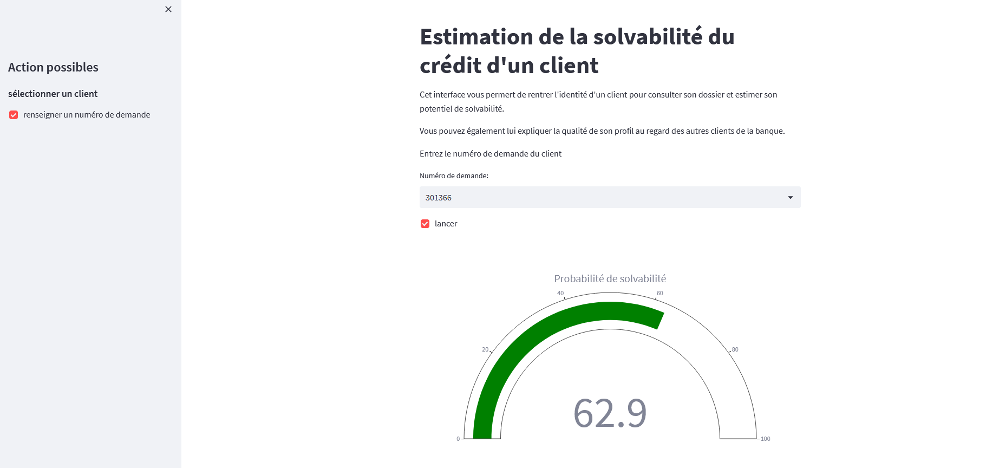 Action possibles
sélectionner un client
renseigner un numéro de demande
Estimation de la solvabilité du
crédit d'un client
Cet interface vous permert de rentrer l'identité d'un client pour consulter son dossier et estimer son
potentiel de solvabilité.
Vous pouvez également lui expliquer la qualité de son profil au regard des autres clients de la banque.
Entrez le numéro de demande du client
Numéro de demande:
301366
lancer
Probabilité de solvabilité
0
20
40
60
80
100
62.9